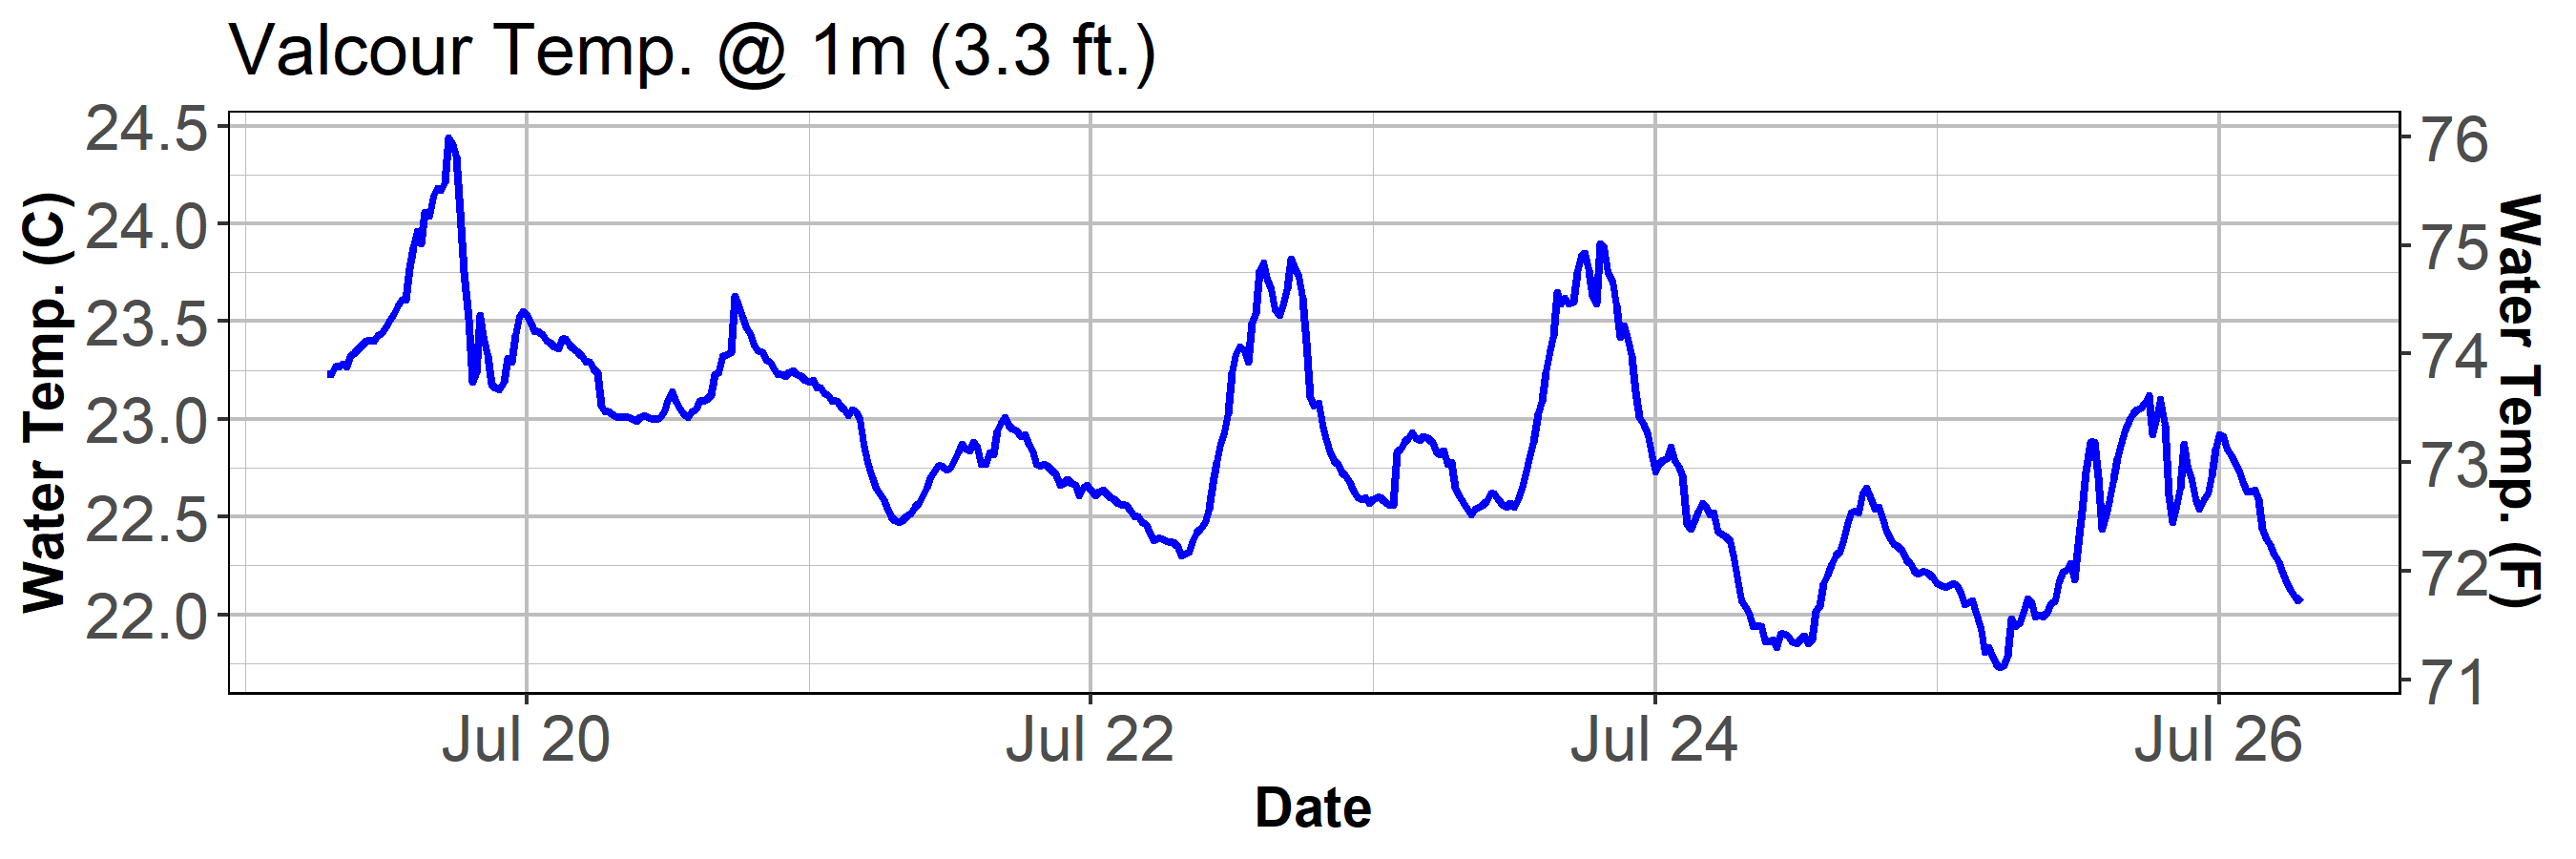 Valcour Temp. @ 1m (3.3 ft.)
Water Temp. (C)
24.5
24.0
23.5
23.0
22.5
22.0
76
75
74
73
72
71
Water Temp. (F)
Jul 20 Jul 22 Jul 24 Jul 26
Date